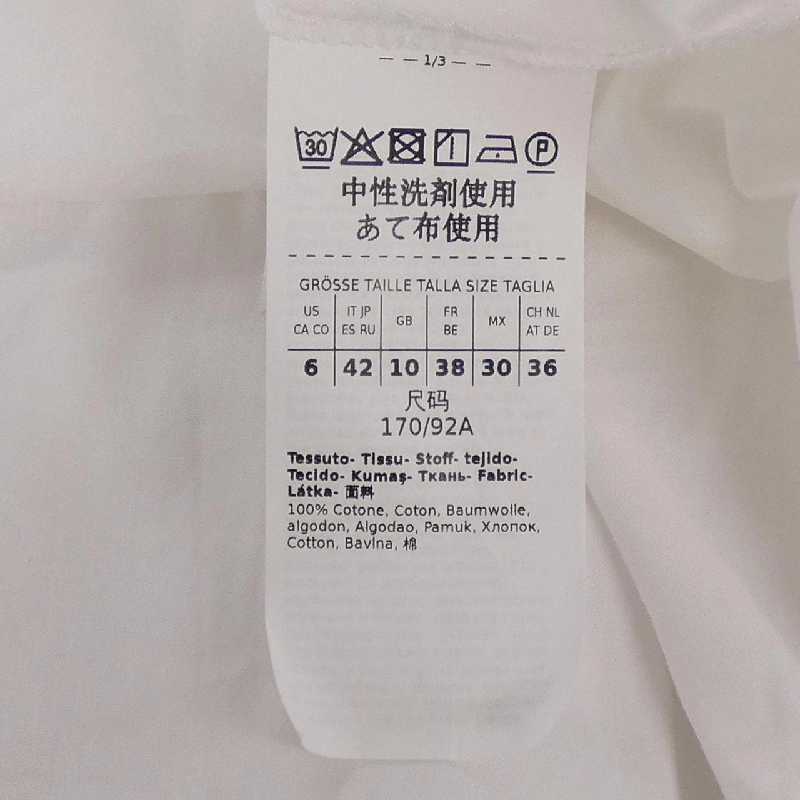 — — 1/3 — —
30 P
中性洗剤使用
あて布使用
GRÖSSE TAILLE TALLA SIZE TAGLIA
US CA CO | IT JP ES RU | GB | FR BE | MX | CH NL AT DE
6 | 42 | 10 | 38 | 30 | 36
尺码
170/92A
Tessuto- Tissu- Stoff- tejido-
Tecido- Kumaş- Ткань- Fabric-
Látka- 面料
100% Cotone, Coton, Baumwolle,
algodon, Algodao, Pamuk, Хлопок,
Cotton, Bavlna, 棉